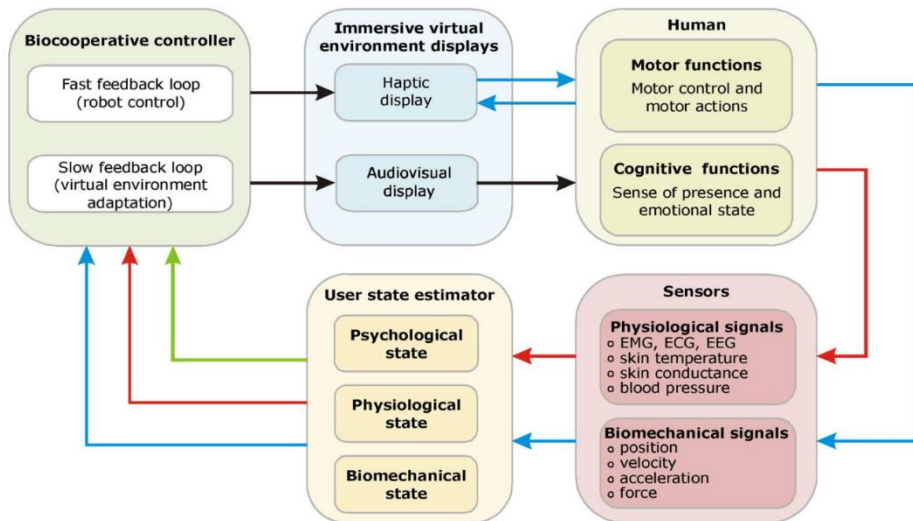 Biocooperative controller
Fast feedback loop
(robot control)
Slow feedback loop
(virtual environment
adaptation)
Immersive virtual
environment displays
Haptic
display
Audiovisual
display
Human
Motor functions
Motor control and
motor actions
Cognitive functions
Sense of presence and
emotional state
User state estimator
Psychological
state
Physiological
state
Biomechanical
state
Sensors
Physiological signals
EMG, ECG, EEG
skin temperature
skin conductance
blood pressure
Biomechanical signals
position
velocity
acceleration
force